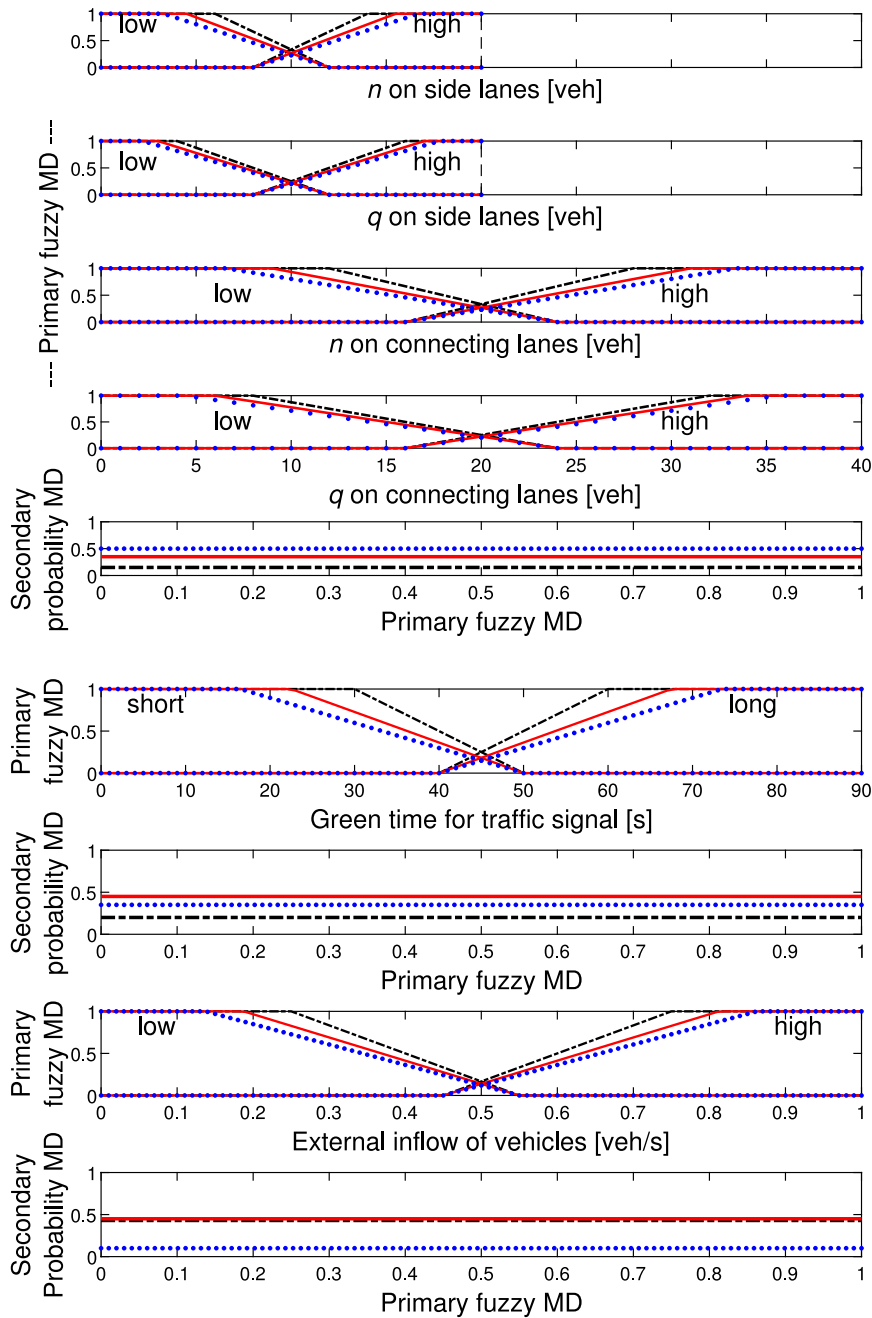 1
0.5
0
low
high
n on side lanes [veh]
--- Primary fuzzy MD ---
1
0.5
0
low
high
q on side lanes [veh]
1
0.5
0
low
high
n on connecting lanes [veh]
1
0.5
0
low
high
0 5 10 15 20 25 30 35 40
q on connecting lanes [veh]
Secondary
probability MD
1
0.5
0
0 0.1 0.2 0.3 0.4 0.5 0.6 0.7 0.8 0.9 1
Primary fuzzy MD
Primary
fuzzy MD
1
0.5
0
short
long
0 10 20 30 40 50 60 70 80 90
Green time for traffic signal [s]
Secondary
probability MD
1
0.5
0
0 0.1 0.2 0.3 0.4 0.5 0.6 0.7 0.8 0.9 1
Primary fuzzy MD
Primary
fuzzy MD
1
0.5
0
low
high
0 0.1 0.2 0.3 0.4 0.5 0.6 0.7 0.8 0.9 1
External inflow of vehicles [veh/s]
Secondary
Probability MD
1
0.5
0
0 0.1 0.2 0.3 0.4 0.5 0.6 0.7 0.8 0.9 1
Primary fuzzy MD